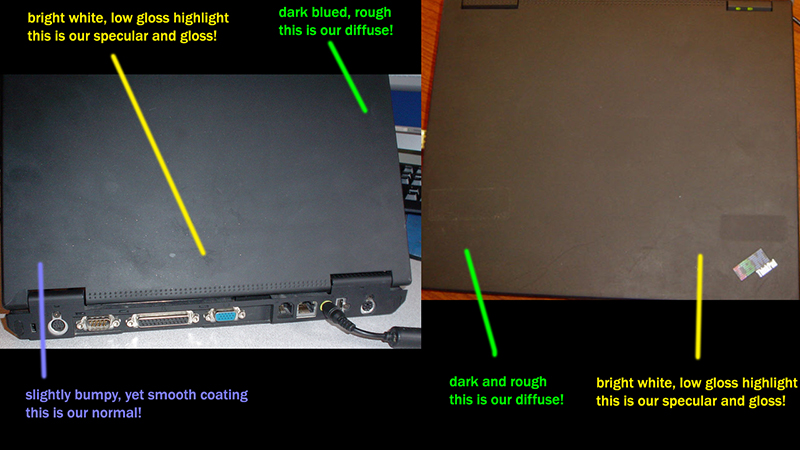 bright white, low gloss highlight
this is our specular and gloss!
dark blued, rough
this is our diffuse!
slightly bumpy, yet smooth coating
this is our normal!
dark and rough
this is our diffuse!
bright white, low gloss highlight
this is our specular and gloss!